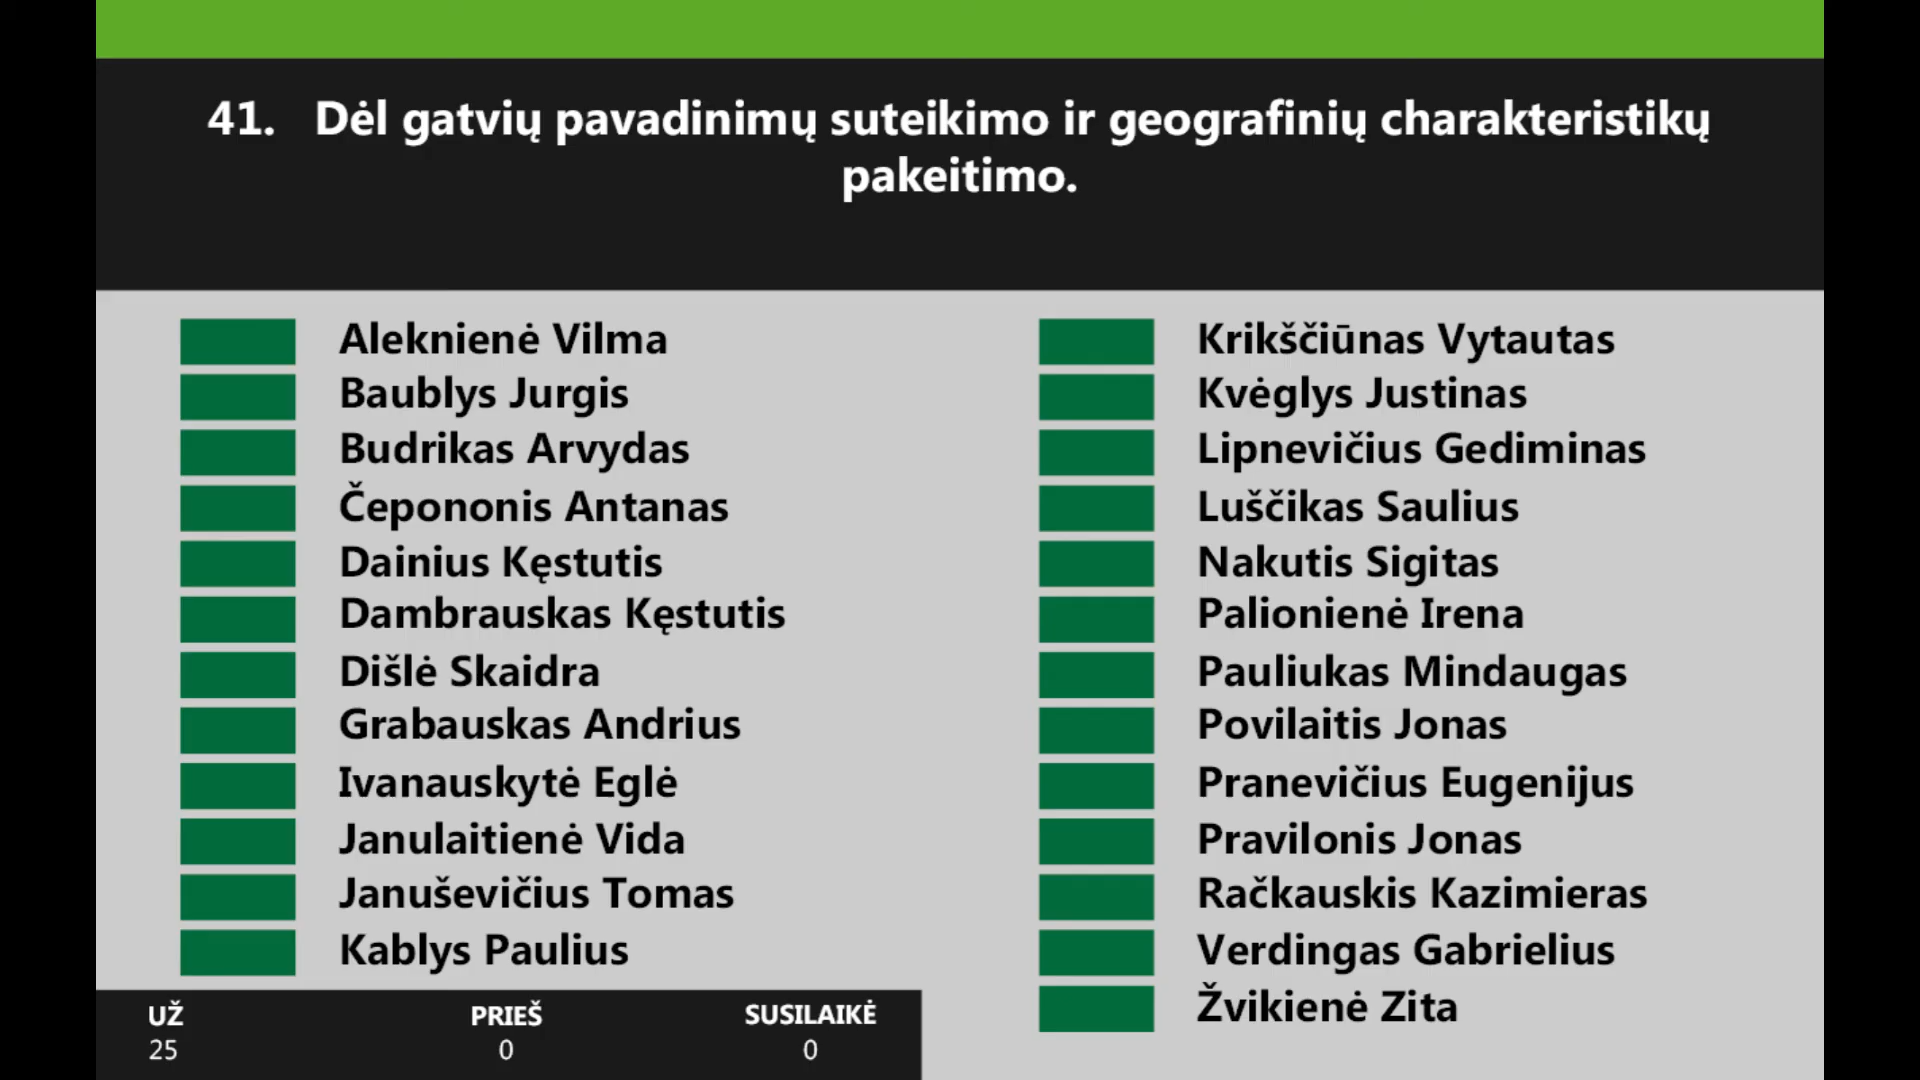 41. Dėl gatvių pavadinimų suteikimo ir geografinių charakteristikų
pakeitimo.
Aleknienė Vilma
Baublys Jurgis
Budrikas Arvydas
Čepononis Antanas
Dainius Kęstutis
Dambrauskas Kęstutis
Dišlė Skaidra
Grabauskas Andrius
Ivanauskytė Eglė
Janulaitienė Vida
Januševičius Tomas
Kablys Paulius
Krikščiūnas Vytautas
Kvėglys Justinas
Lipnevičius Gediminas
Luščikas Saulius
Nakutis Sigitas
Palionienė Irena
Pauliukas Mindaugas
Povilaitis Jonas
Pranevičius Eugenijus
Pravilonis Jonas
Račkauskis Kazimieras
Verdingas Gabrielius
Žvikienė Zita
UŽ PRIEŠ SUSILAIKĖ
25 0 0